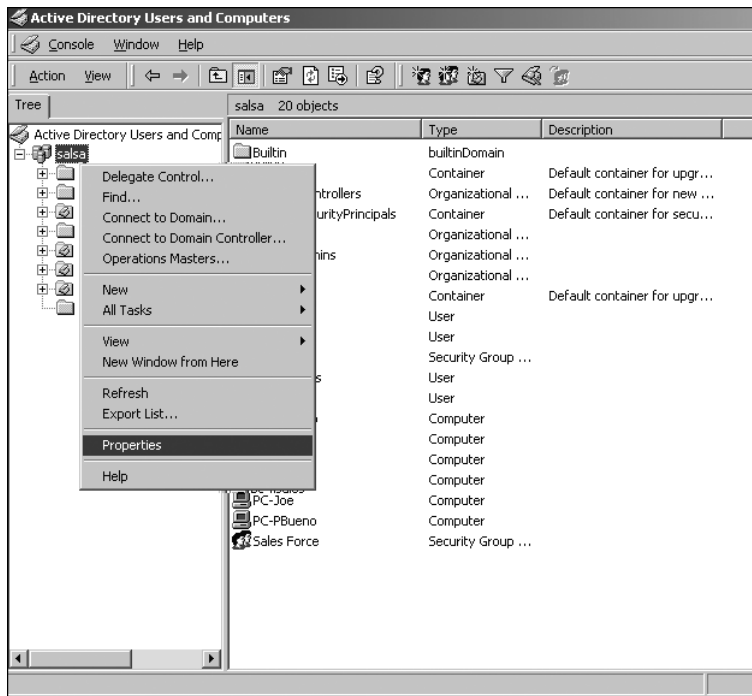 Active Directory Users and Computers
Console Window Help
Action View
Tree
salsa 20 objects
Active Directory Users and Comp
Name Type Description
salsa
Builtin builtinDomain
Container Default container for upgr...
ntrollers Organizational ... Default container for new ...
urityPrincipals Container Default container for secu...
Organizational ...
nins Organizational ...
Organizational ...
Container Default container for upgr...
User
User
Security Group ...
s User
User
Computer
Computer
Computer
Computer
PC-Joe Computer
PC-PBueno Computer
Sales Force Security Group ...
Delegate Control...
Find...
Connect to Domain...
Connect to Domain Controller...
Operations Masters...
New
All Tasks
View
New Window from Here
Refresh
Export List...
Properties
Help